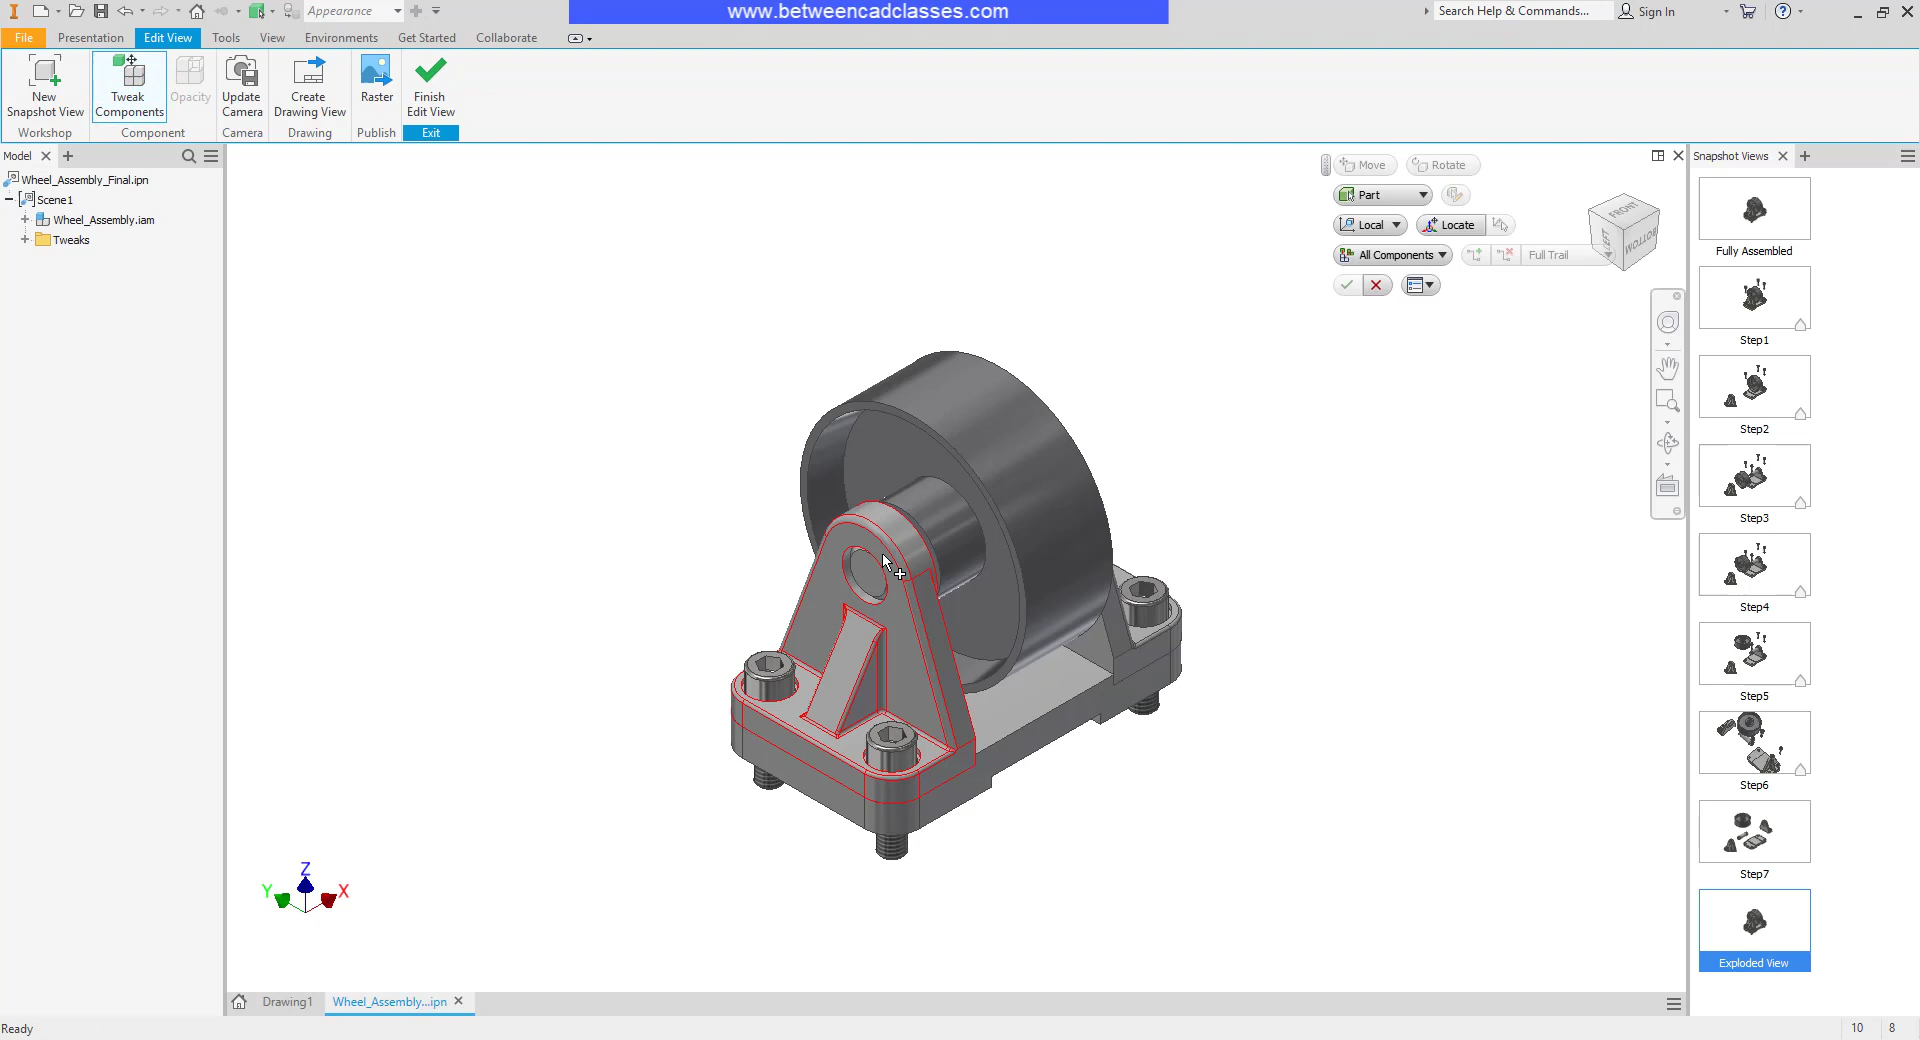 Appearance
www.betweencadclasses.com
Search Help & Commands...
Sign In
File
Presentation
Edit View
Tools
View
Environments
Get Started
Collaborate
New
Snapshot View
Tweak
Components
Opacity
Update
Camera
Create
Drawing View
Raster
Finish
Edit View
Workshop
Component
Camera
Drawing
Publish
Exit
Model
Wheel_Assembly_Final.ipn
Scene1
Wheel_Assembly.iam
Tweaks
Move
Rotate
Part
Local
Locate
All Components
Full Trail
FRONT
LEFT
BOTTOM
Snapshot Views
Fully Assembled
Step1
Step2
Step3
Step4
Step5
Step6
Step7
Exploded View
Z
Y
X
Drawing1
Wheel_Assembly...ipn
Ready
10
8